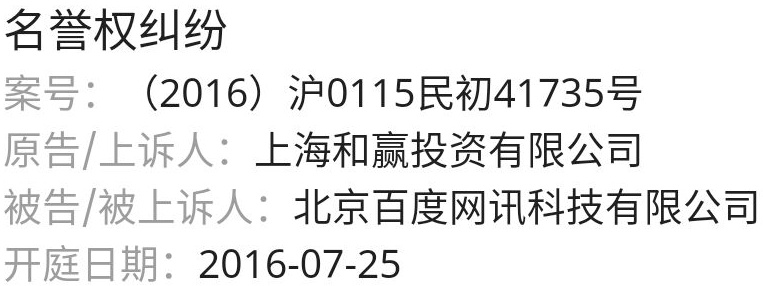 名誉权纠纷
案号：（2016）沪0115民初41735号
原告/上诉人：上海和赢投资有限公司
被告/被上诉人：北京百度网讯科技有限公司
开庭日期：2016-07-25